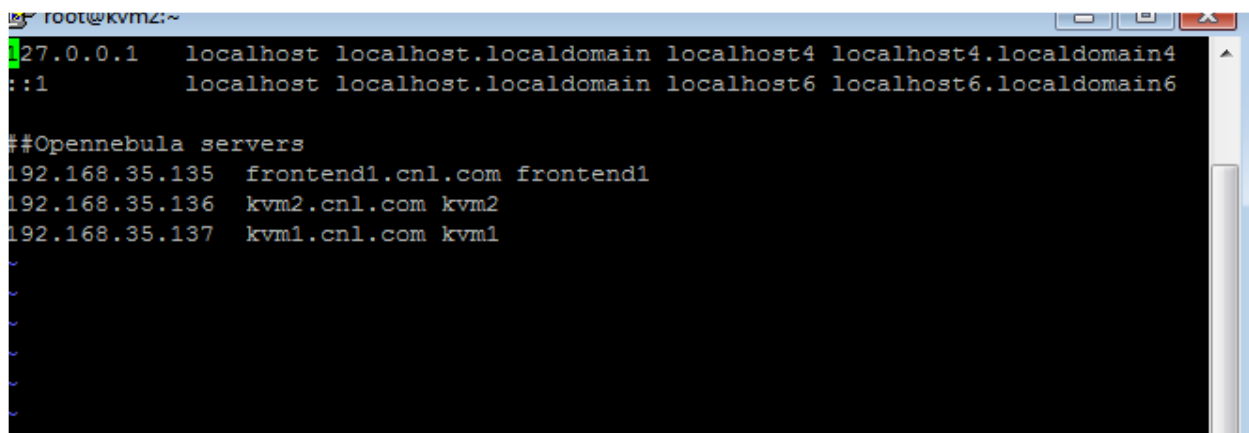 root@kvm2:~
127.0.0.1   localhost localhost.localdomain localhost4 localhost4.localdomain4
::1         localhost localhost.localdomain localhost6 localhost6.localdomain6
##Opennebula servers
192.168.35.135  frontend1.cnl.com frontend1
192.168.35.136  kvm2.cnl.com kvm2
192.168.35.137  kvm1.cnl.com kvm1
~
~
~
~
~
~